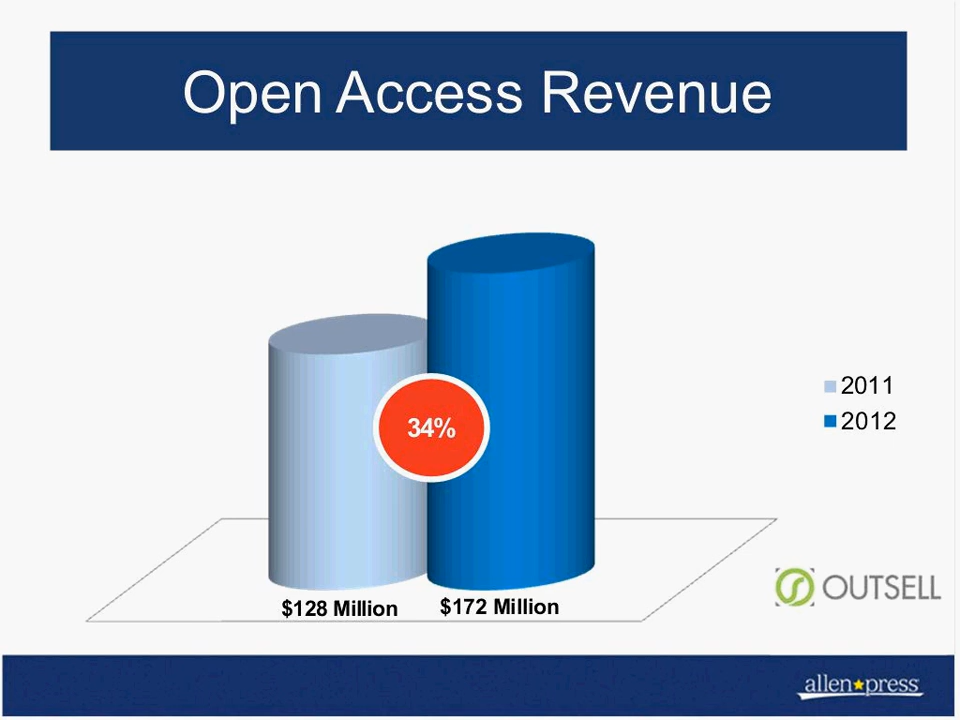 Open Access Revenue
34%
2011
2012
$128 Million
$172 Million
OUTSELL
allen press